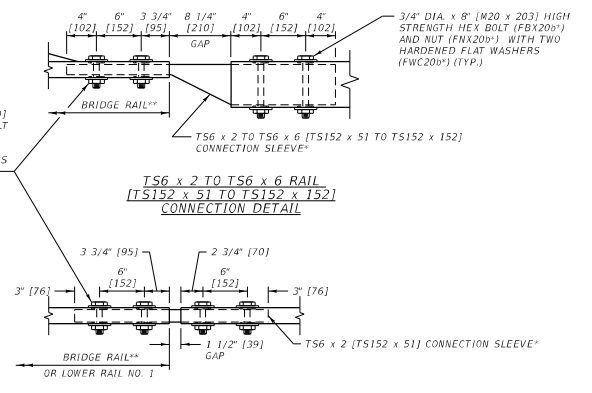 4" 6" 3 3/4" 8 1/4" 4" 6" 4"
[102] [152] [95] [210] [102] [152] [102]
GAP
3/4" DIA. x 8" [M20 x 203] HIGH
STRENGTH HEX BOLT (FBX20b*)
AND NUT (FNX20b*) WITH TWO
HARDENED FLAT WASHERS
(FWC20b*) (TYP.)
BRIDGE RAIL**
]
LT
S
TS6 x 2 TO TS6 x 6 [TS152 x 51 TO TS152 x 152]
CONNECTION SLEEVE*
TS6 x 2 TO TS6 x 6 RAIL
[TS152 x 51 TO TS152 x 152]
CONNECTION DETAIL
3 3/4" [95] 2 3/4" [70]
6" 6"
[152] [152]
3" [76] 3" [76]
1 1/2" [39]
GAP
TS6 x 2 [TS152 x 51] CONNECTION SLEEVE*
BRIDGE RAIL**
OR LOWER RAIL NO. 1